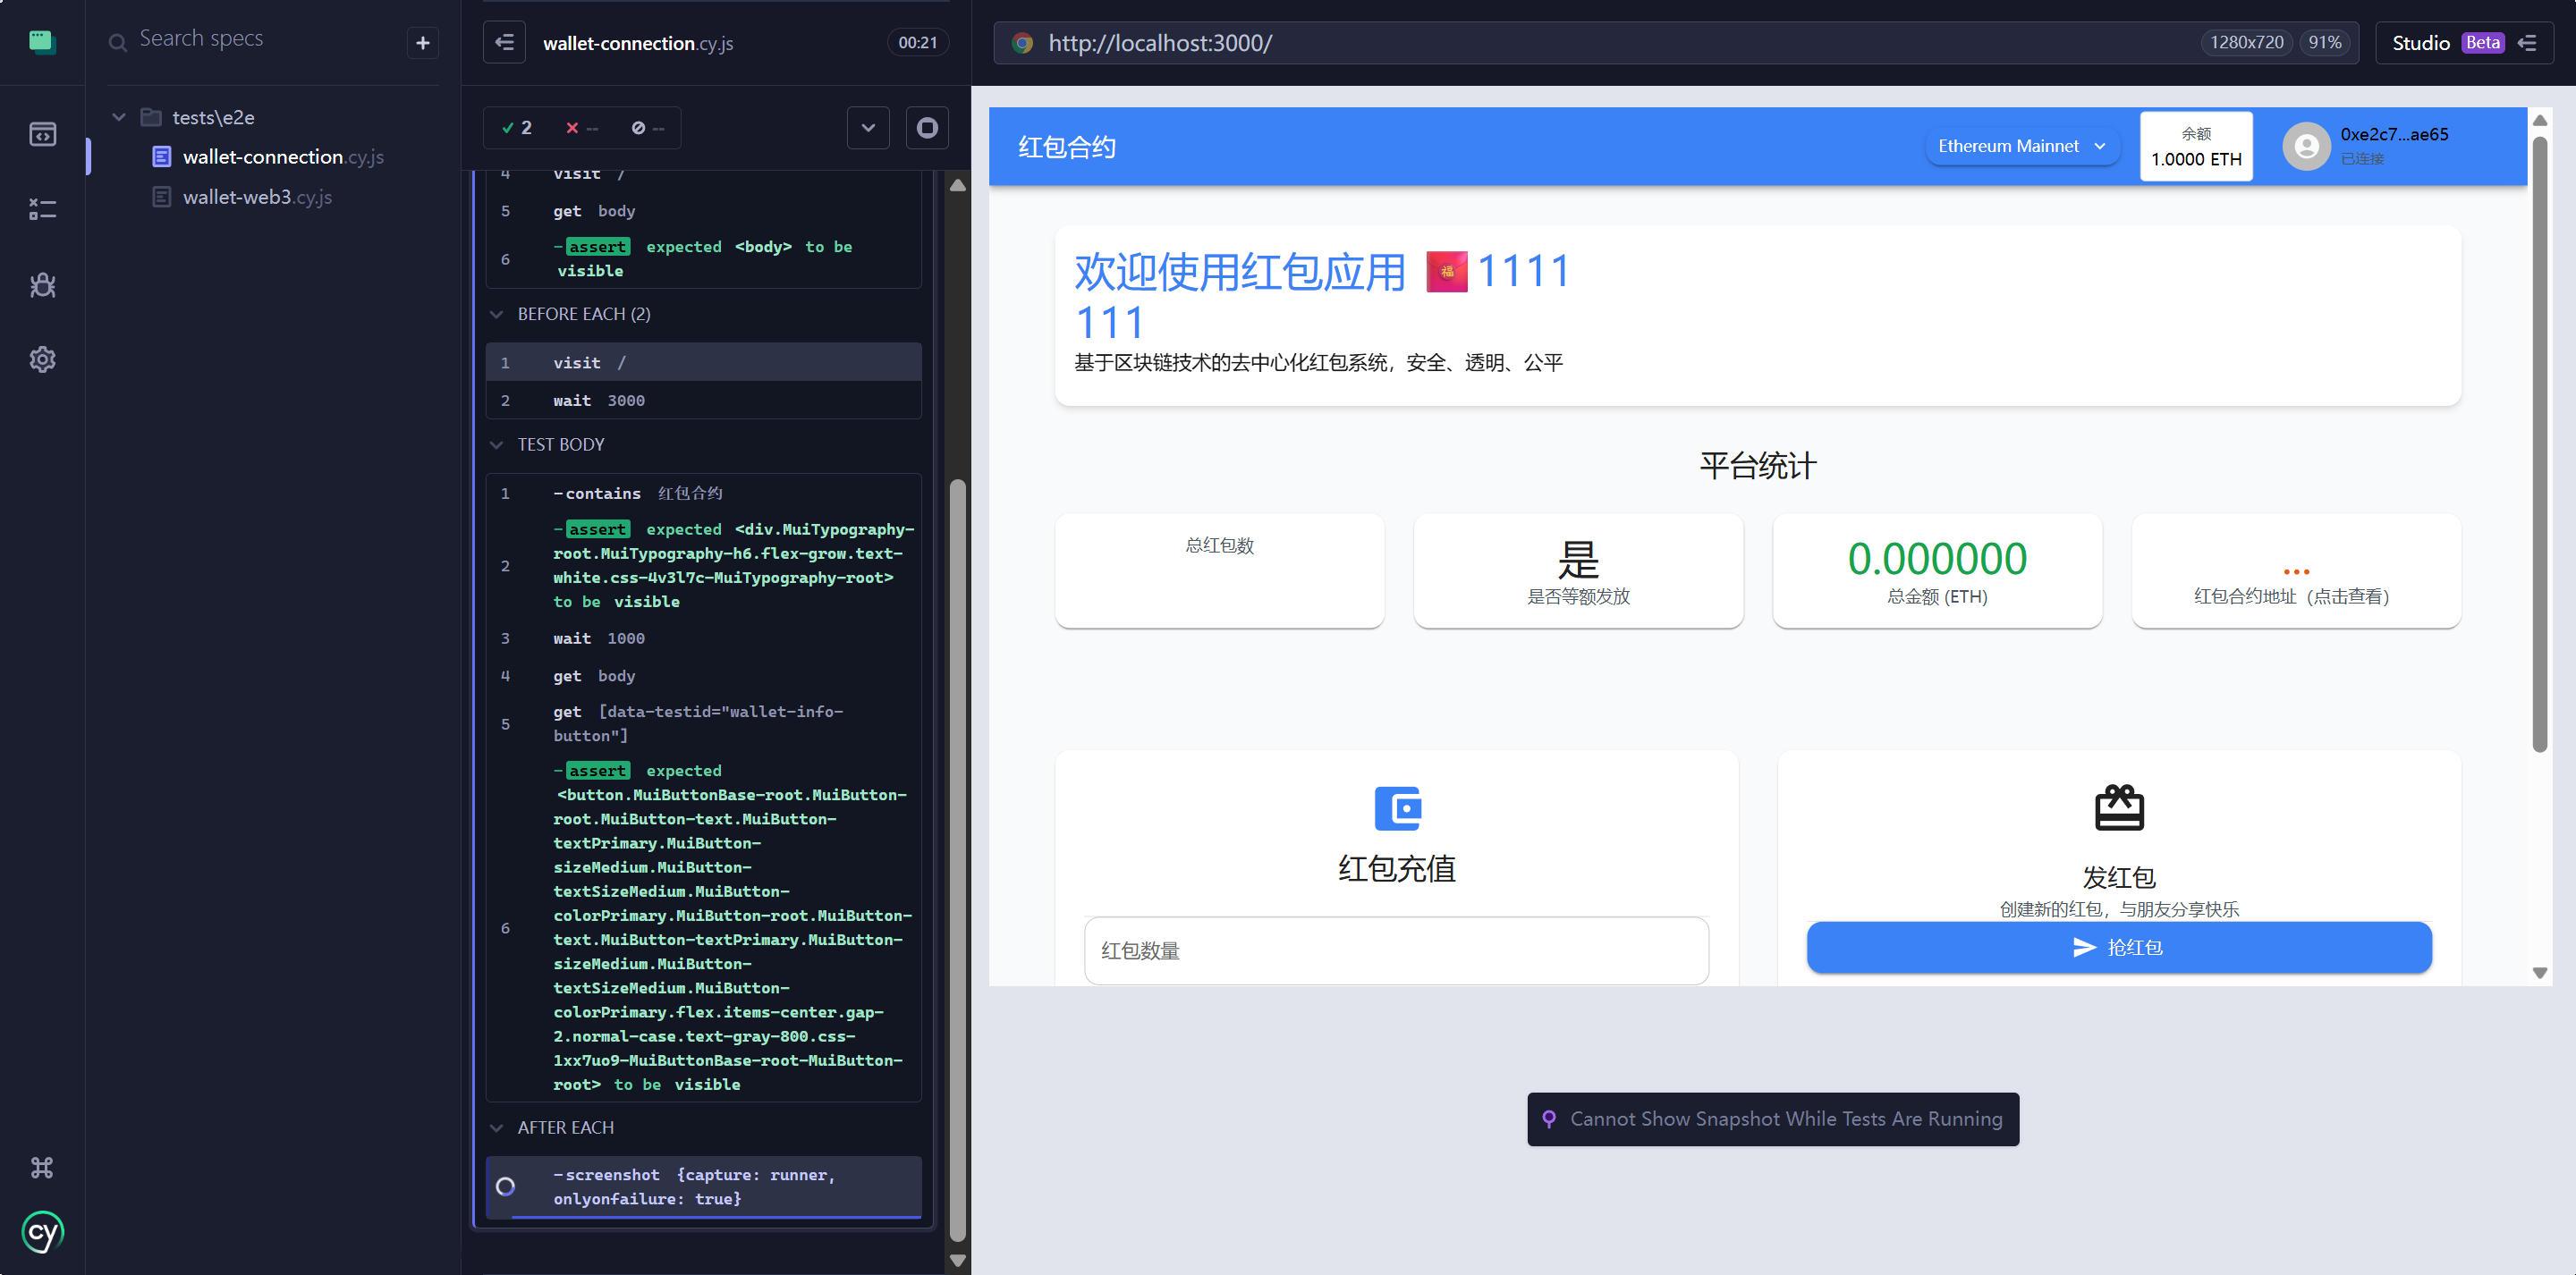 Search specs
+
tests\e2e
wallet-connection.cy.js
wallet-web3.cy.js
cy
wallet-connection.cy.js
00:21
2
--
--
4 visit /
5 get body
6 -assert expected <body> to be
visible
BEFORE EACH (2)
1 visit /
2 wait 3000
TEST BODY
1 -contains 红包合约
2 -assert expected <div.MuiTypography-
root.MuiTypography-h6.flex-grow.text-
white.css-4v3l7c-MuiTypography-root>
to be visible
3 wait 1000
4 get body
5 get [data-testid="wallet-info-
button"]
6 -assert expected
<button.MuiButtonBase-root.MuiButton-
root.MuiButton-text.MuiButton-
textPrimary.MuiButton-
sizeMedium.MuiButton-
textSizeMedium.MuiButton-
colorPrimary.MuiButton-root.MuiButton-
text.MuiButton-textPrimary.MuiButton-
sizeMedium.MuiButton-
textSizeMedium.MuiButton-
colorPrimary.flex.items-center.gap-
2.normal-case.text-gray-800.css-
1xx7uo9-MuiButtonBase-root-MuiButton-
root> to be visible
AFTER EACH
-screenshot {capture: runner,
onlyonfailure: true}
http://localhost:3000/
1280x720
91%
Studio Beta
红包合约
Ethereum Mainnet
余额
1.0000 ETH
0xe2c7...ae65
已连接
欢迎使用红包应用 福 1111
111
基于区块链技术的去中心化红包系统，安全、透明、公平
平台统计
总红包数
是
是否等额发放
0.000000
总金额 (ETH)
...
红包合约地址（点击查看）
红包充值
红包数量
发红包
创建新的红包，与朋友分享快乐
抢红包
Cannot Show Snapshot While Tests Are Running